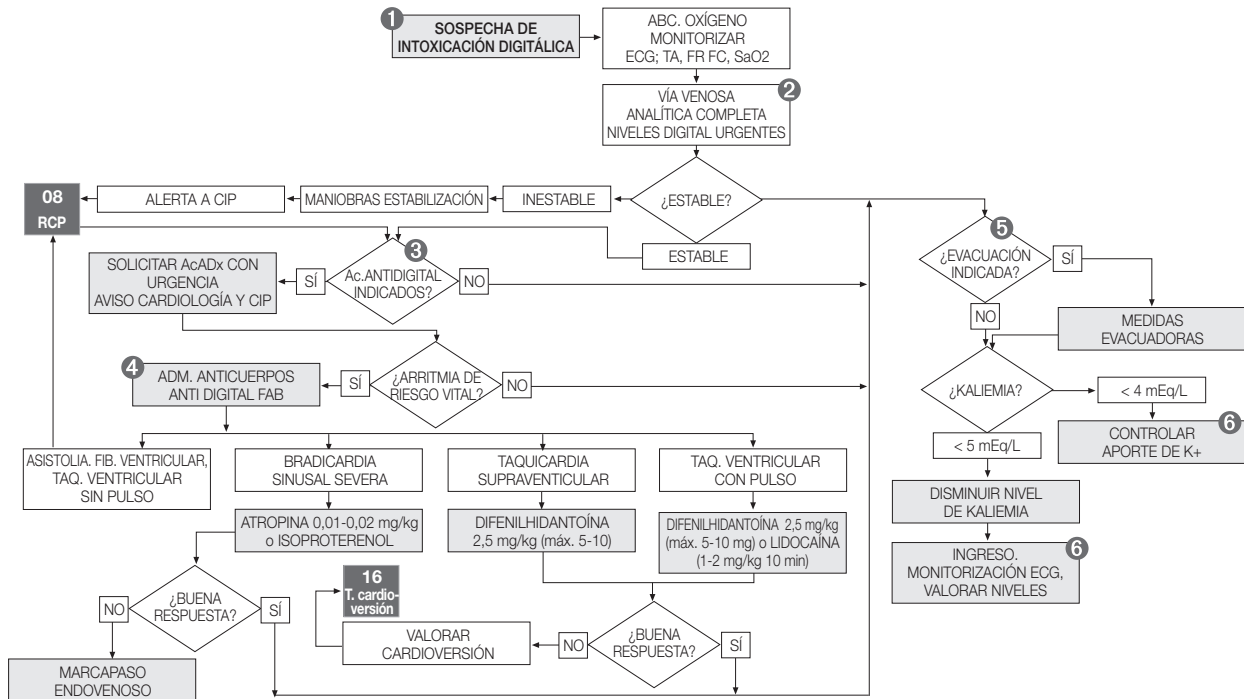 1
SOSPECHA DE
INTOXICACIÓN DIGITÁLICA
ABC. OXÍGENO
MONITORIZAR
ECG; TA, FR FC, SaO2
2
VÍA VENOSA
ANALÍTICA COMPLETA
NIVELES DIGITAL URGENTES
¿ESTABLE?
INESTABLE
MANIOBRAS ESTABILIZACIÓN
ALERTA A CIP
08
RCP
ESTABLE
3
Ac.ANTIDIGITAL
INDICADOS?
SÍ
NO
SOLICITAR AcADx CON
URGENCIA
AVISO CARDIOLOGÍA Y CIP
¿ARRITMIA DE
RIESGO VITAL?
SÍ
NO
4
ADM. ANTICUERPOS
ANTI DIGITAL FAB
ASISTOLIA. FIB. VENTRICULAR,
TAQ. VENTRICULAR
SIN PULSO
BRADICARDIA
SINUSAL SEVERA
TAQUICARDIA
SUPRAVENTICULAR
TAQ. VENTRICULAR
CON PULSO
ATROPINA 0,01-0,02 mg/kg
o ISOPROTERENOL
DIFENILHIDANTOÍNA
2,5 mg/kg (máx. 5-10)
DIFENILHIDANTOÍNA 2,5 mg/kg
(máx. 5-10 mg) o LIDOCAÍNA
(1-2 mg/kg 10 min)
¿BUENA
RESPUESTA?
NO
SÍ
MARCAPASO
ENDOVENOSO
16
T. cardio-
versión
VALORAR
CARDIOVERSIÓN
NO
¿BUENA
RESPUESTA?
SÍ
5
¿EVACUACIÓN
INDICADA?
SÍ
NO
MEDIDAS
EVACUADORAS
¿KALIEMIA?
< 4 mEq/L
6
CONTROLAR
APORTE DE K+
< 5 mEq/L
DISMINUIR NIVEL
DE KALIEMIA
6
INGRESO.
MONITORIZACIÓN ECG,
VALORAR NIVELES